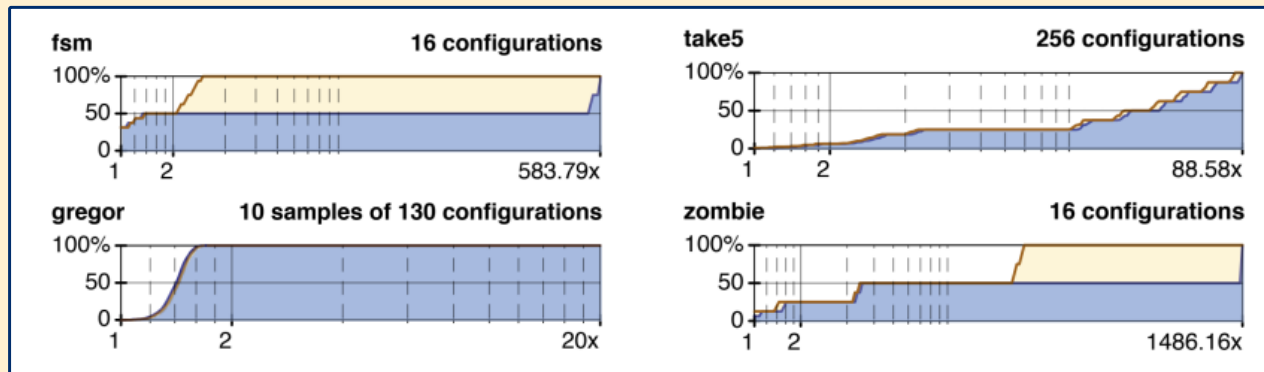 fsm 16 configurations
100%
50
0
1 2 583.79x
take5 256 configurations
100%
50
0
1 2 88.58x
gregor 10 samples of 130 configurations
100%
50
0
1 2 20x
zombie 16 configurations
100%
50
0
1 2 1486.16x